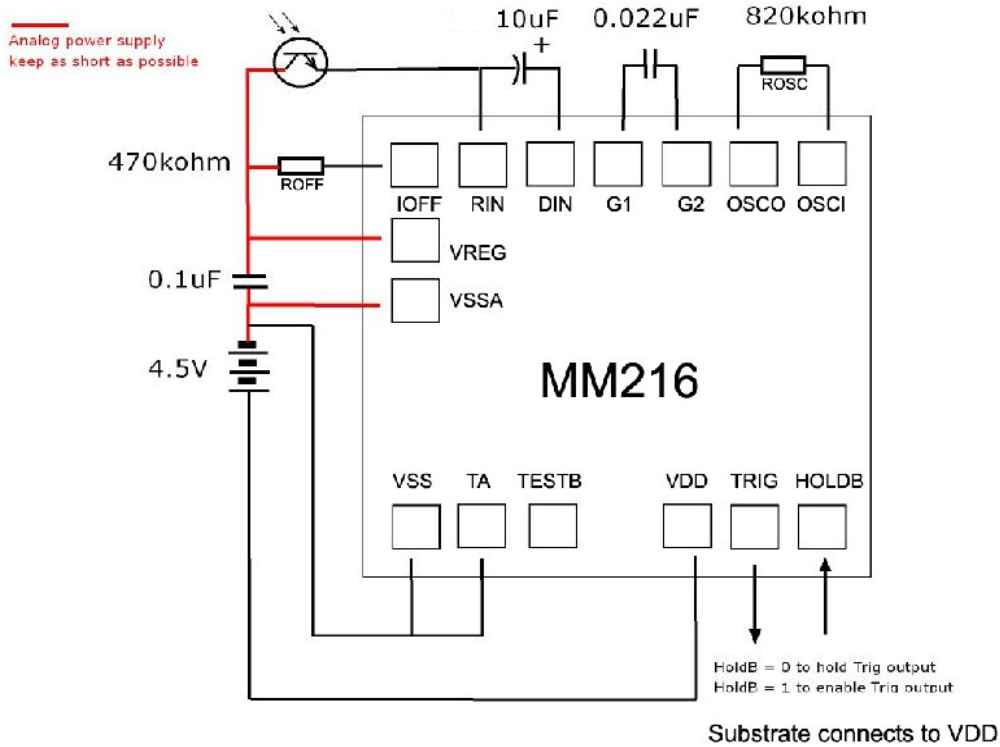 Analog power supply
keep as short as possible
10uF
+
0.022uF
820kohm
ROSC
470kohm
ROFF
IOFF
RIN
DIN
G1
G2
OSCO
OSCI
VREG
0.1uF
VSSA
4.5V
MM216
VSS
TA
TESTB
VDD
TRIG
HOLDB
HoldB = 0 to hold Trig output
HoldB = 1 to enable Trig output
Substrate connects to VDD